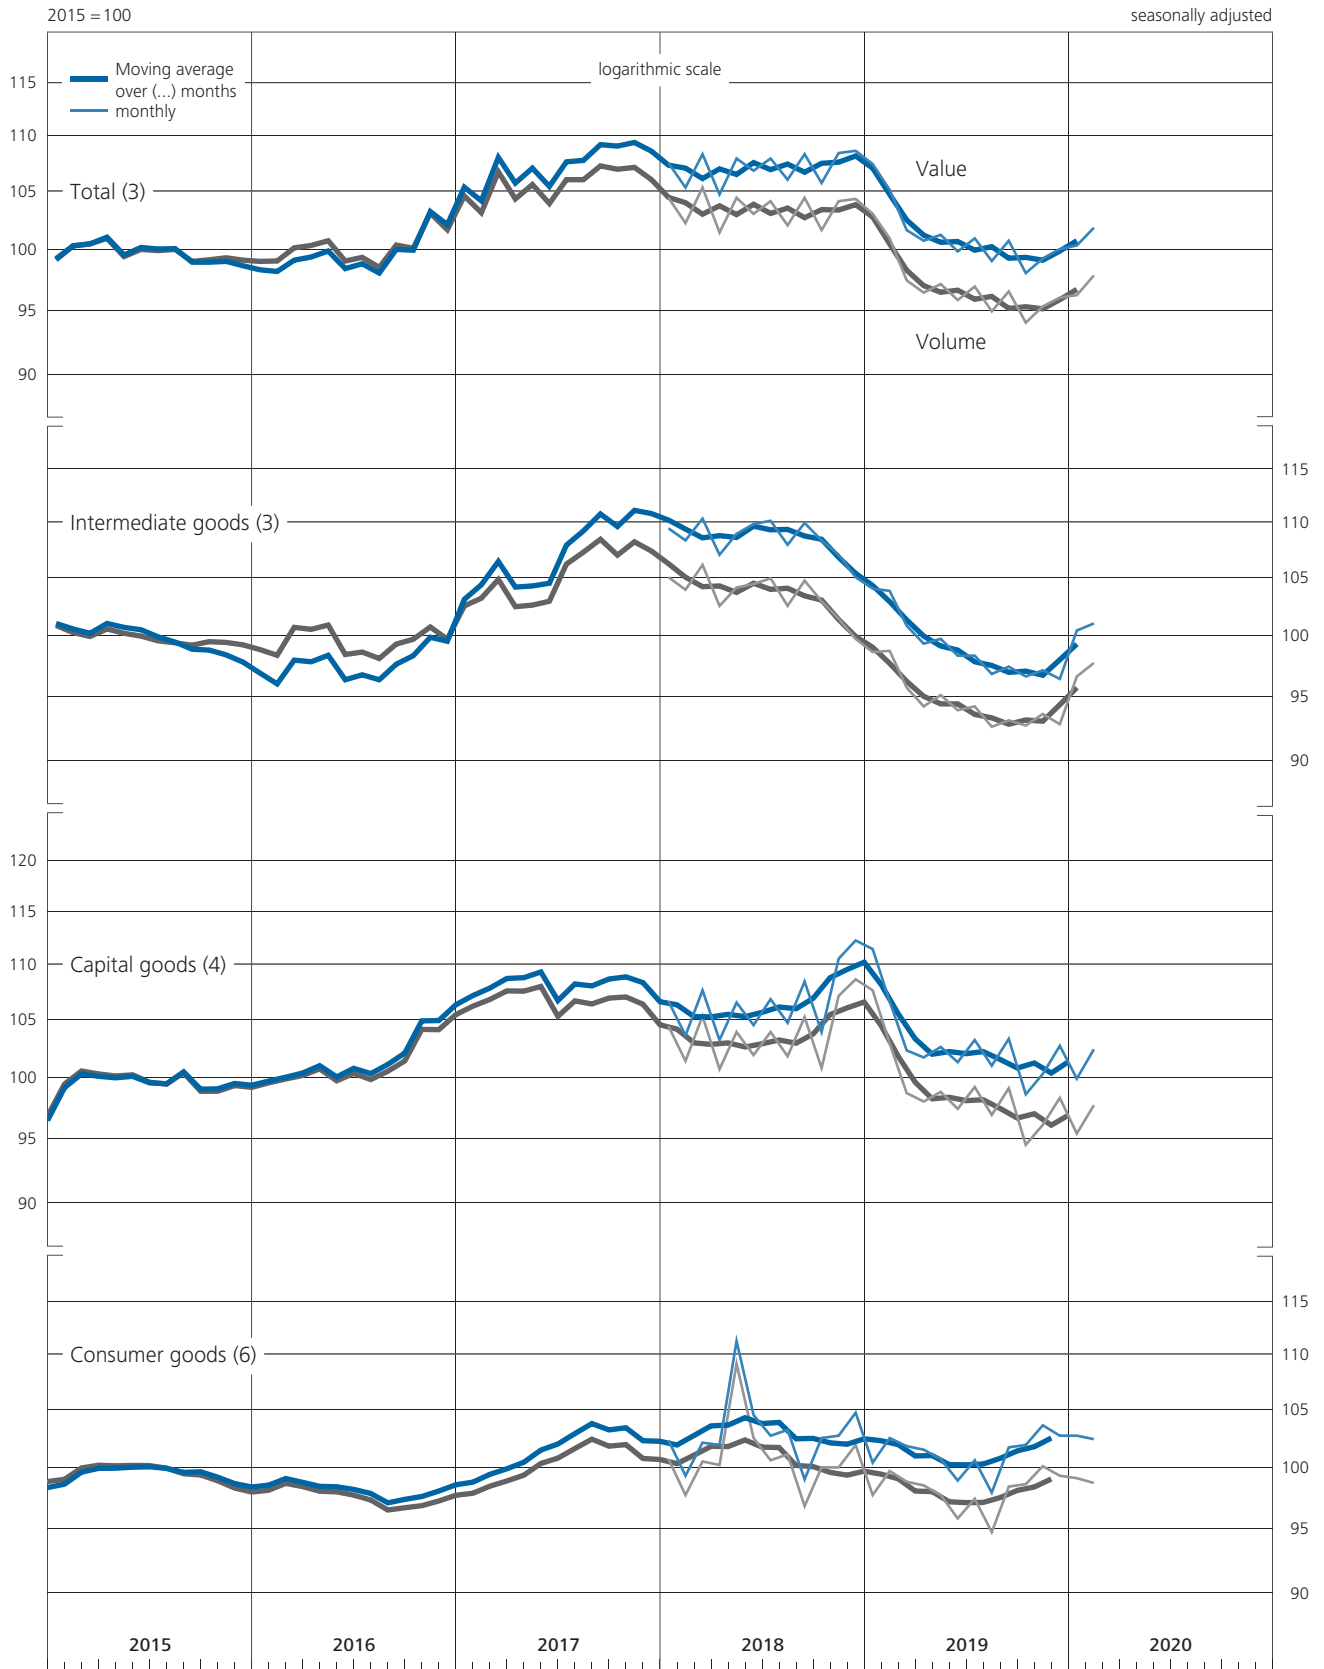 2015 = 100
seasonally adjusted
Moving average
over (...) months
monthly
logarithmic scale
115
110
Value
105
Total (3)
100
95
Volume
90
115
Intermediate goods (3)
110
105
100
95
90
120
115
110
Capital goods (4)
105
100
95
90
115
Consumer goods (6)
110
105
100
95
90
2015 2016 2017 2018 2019 2020